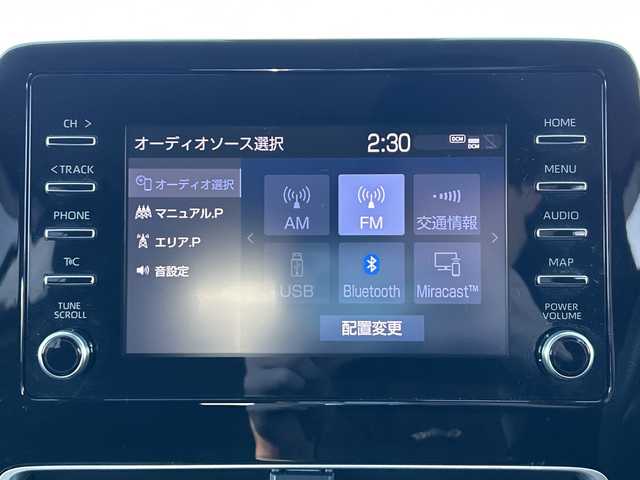 CH >
< TRACK
PHONE
T C
TUNE
SCROLL
オーディオソース選択
2:30
DCM
DCM
オーディオ選択
マニュアル.P
エリア.P
音設定
AM
FM
交通情報
USB
Bluetooth
Miracast™
配置変更
HOME
MENU
AUDIO
MAP
POWER
VOLUME